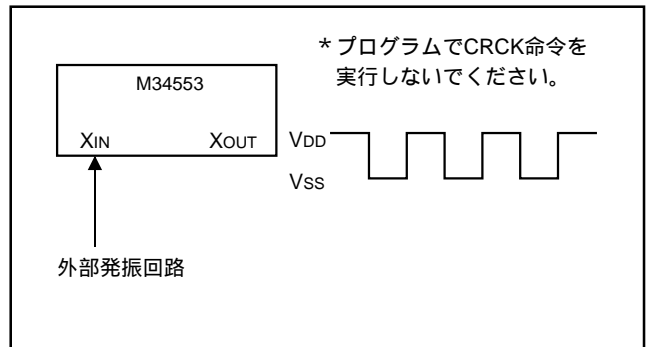 * プログラムでCRCK命令を
実行しないでください。
M34553
XIN XOUT
VDD
VSS
外部発振回路